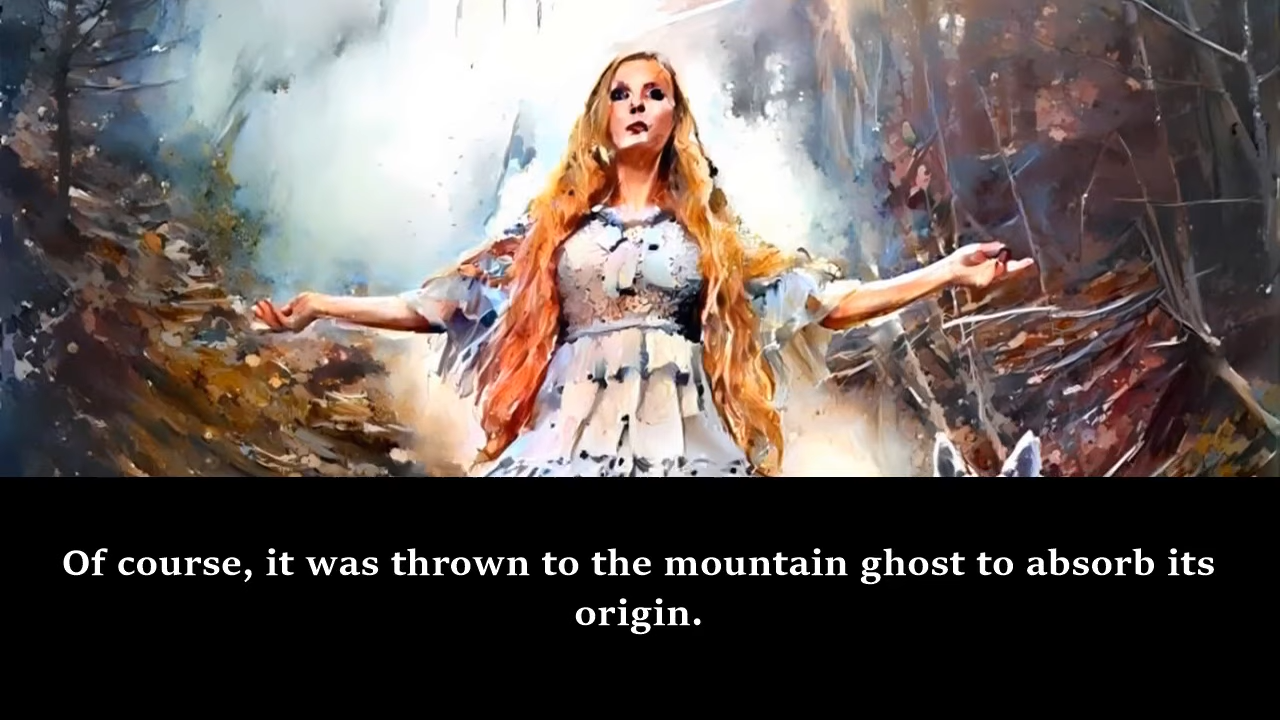 Of course, it was thrown to the mountain ghost to absorb its
origin.